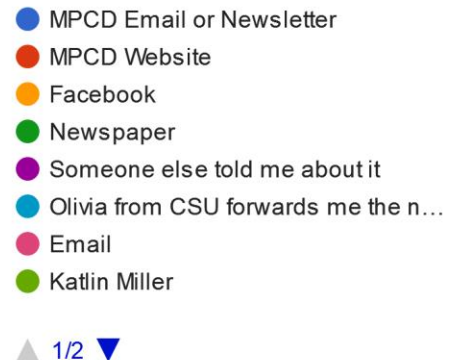 MPCD Email or Newsletter
MPCD Website
Facebook
Newspaper
Someone else told me about it
Olivia from CSU forwards me the n…
Email
Katlin Miller
1/2